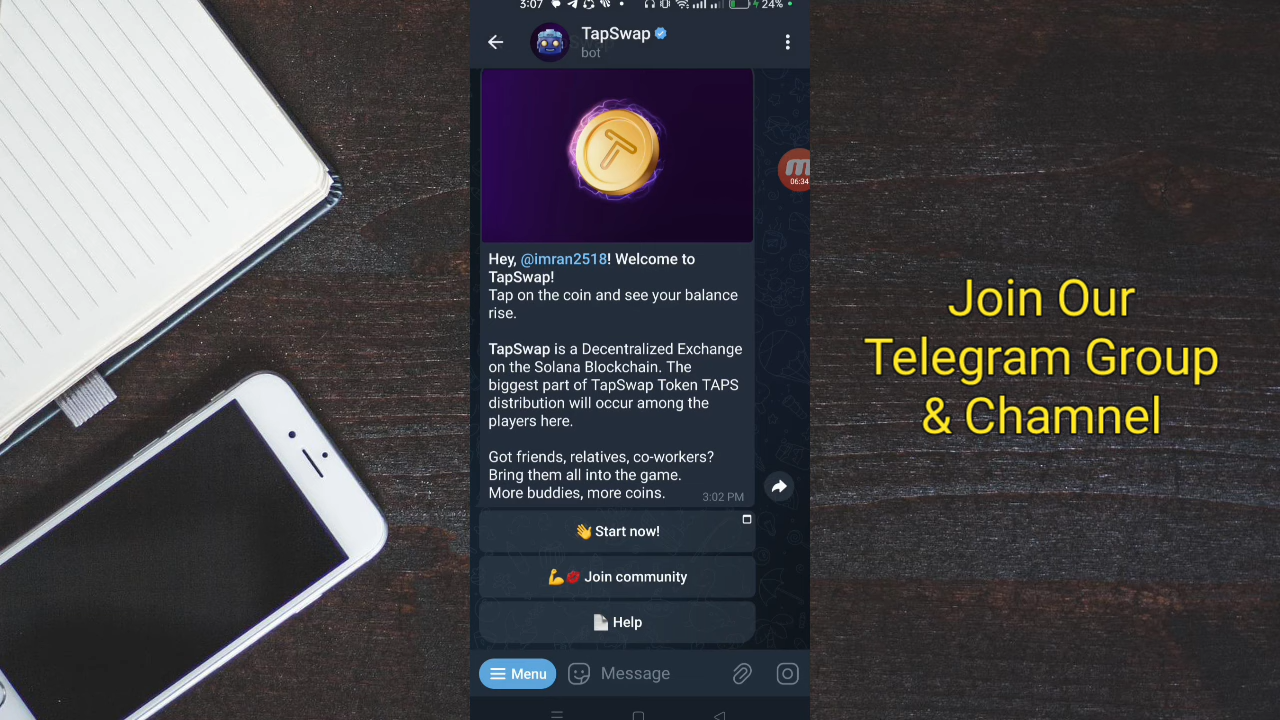 3:07
24%
TapSwap
bot
06:34
Hey, @imran2518! Welcome to
TapSwap!
Tap on the coin and see your balance
rise.
TapSwap is a Decentralized Exchange
on the Solana Blockchain. The
biggest part of TapSwap Token TAPS
distribution will occur among the
players here.
Got friends, relatives, co-workers?
Bring them all into the game.
More buddies, more coins.
3:02 PM
👋 Start now!
💪💋 Join community
📄 Help
Menu
Message
Join Our
Telegram Group
& Chamnel